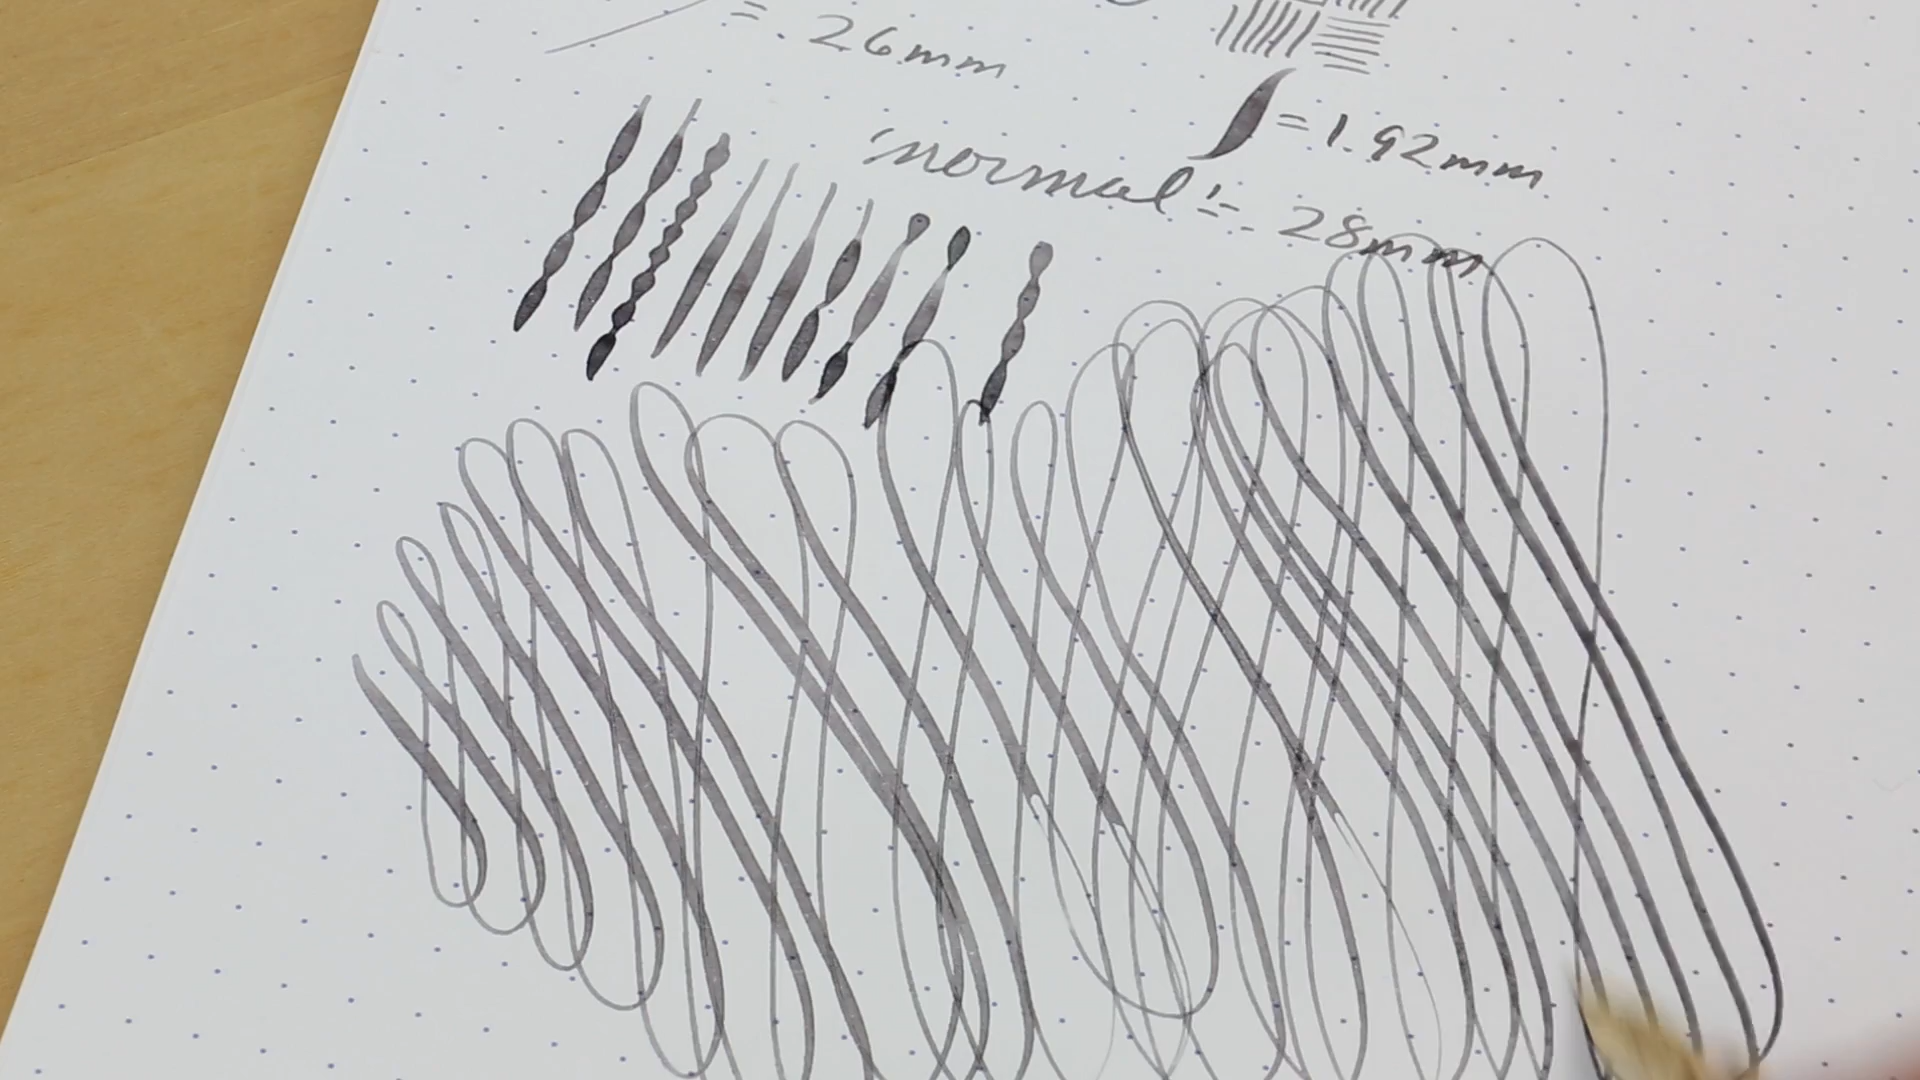 = .26mm
= 1.92mm
'normal' = .28mm